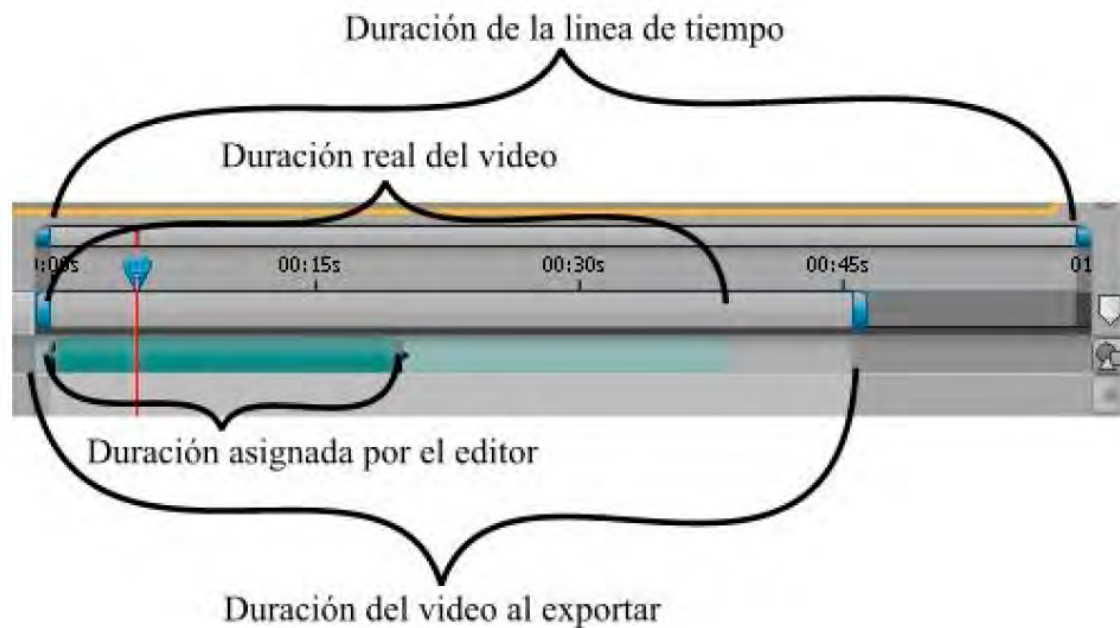 Duración de la linea de tiempo
Duración real del video
:00s 00:15s 00:30s 00:45s 01
Duración asignada por el editor
Duración del video al exportar